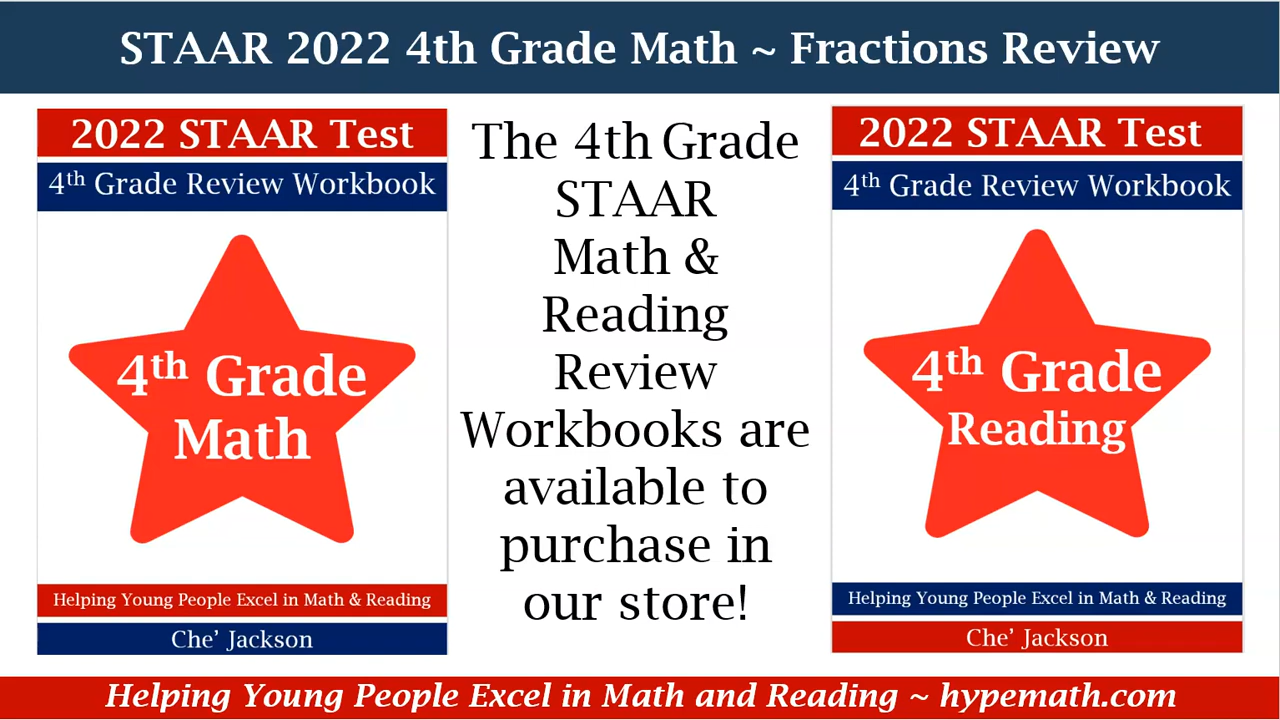 STAAR 2022 4th Grade Math ~ Fractions Review
2022 STAAR Test
4th Grade Review Workbook
4th Grade
Math
Helping Young People Excel in Math & Reading
Che’ Jackson
The 4th Grade
STAAR
Math &
Reading
Review
Workbooks are
available to
purchase in
our store!
2022 STAAR Test
4th Grade Review Workbook
4th Grade
Reading
Helping Young People Excel in Math & Reading
Che’ Jackson
Helping Young People Excel in Math and Reading ~ hypemath.com